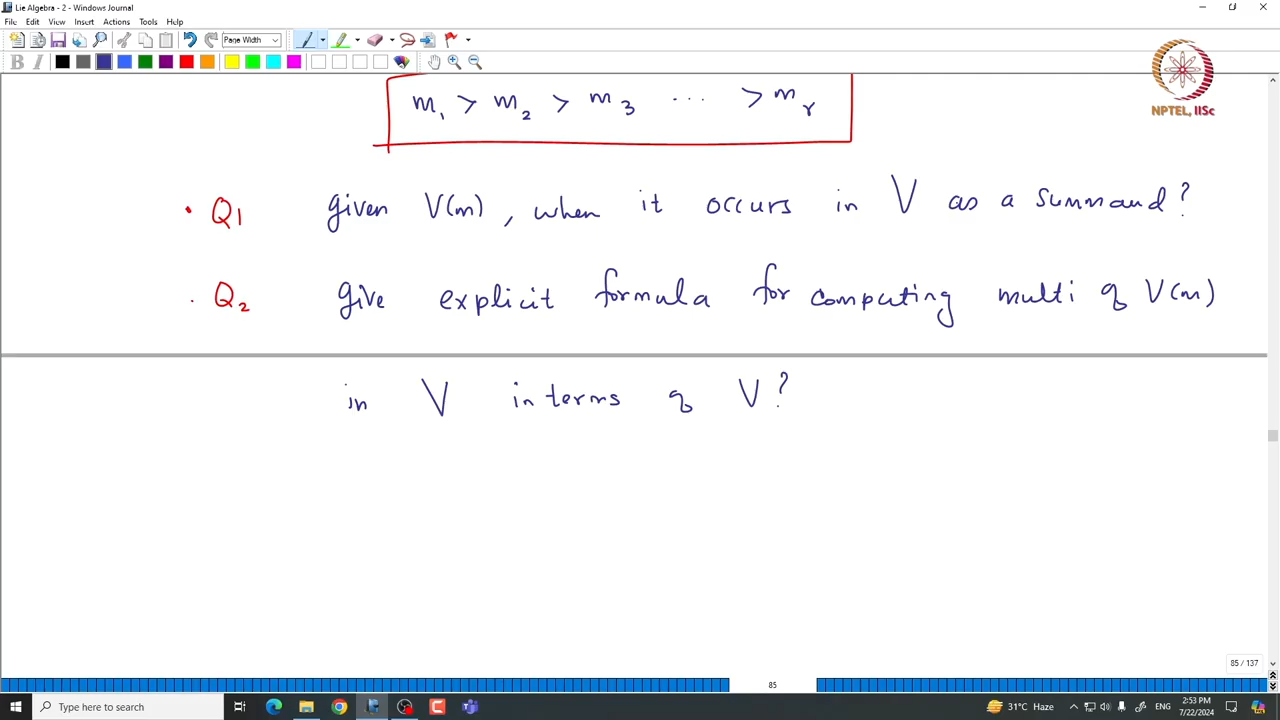 Lie Algebra - 2 - Windows Journal
File Edit View Insert Actions Tools Help
Page Width
B I
NPTEL, IISc
m₁ > m₂ > m₃ ... > mᵣ
• Q1 given V(m), when it occurs in V as a summand?
• Q2 give explicit formula for computing multi of V(m)
in V in terms of V?
85 / 137
85
Type here to search
31°C Haze
ENG
2:53 PM
7/22/2024